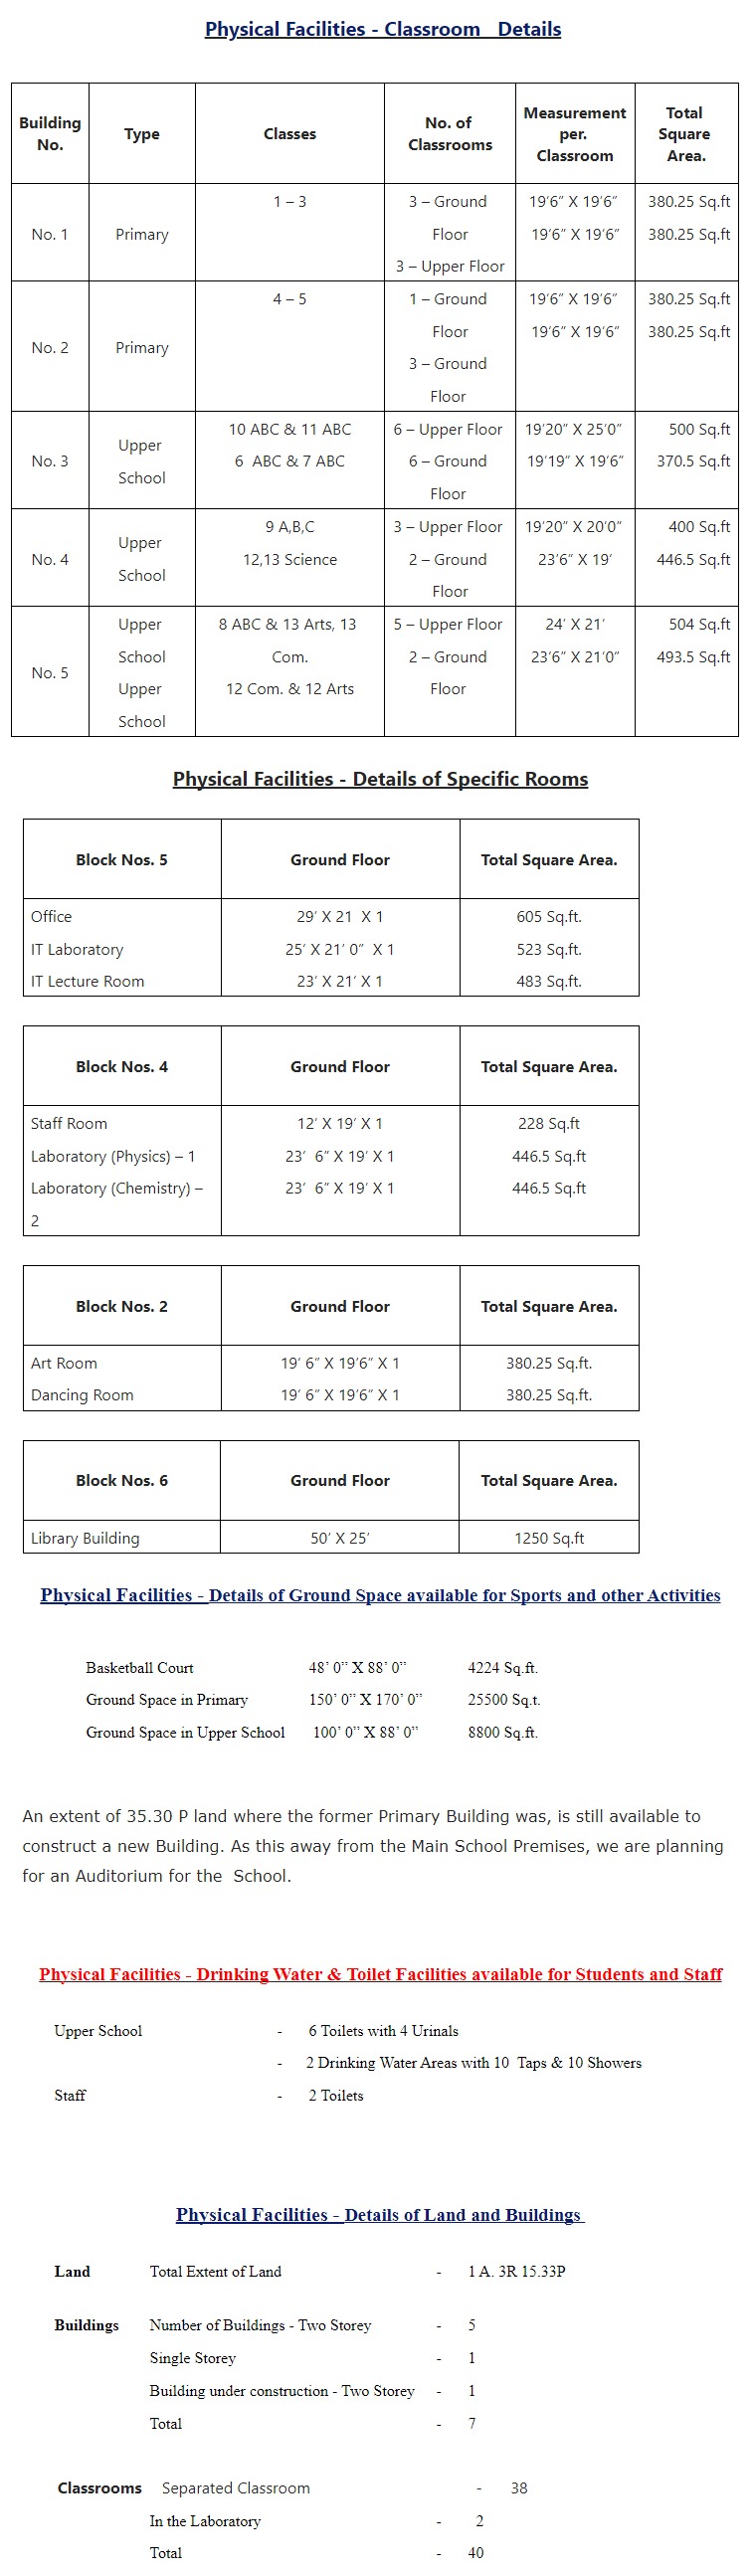 Physical Facilities - Classroom   Details
Building No. | Type | Classes | No. of Classrooms | Measurement per. Classroom | Total Square Area.
No. 1 | Primary | 1 – 3 | 3 – Ground Floor | 19’6” X 19’6” | 380.25 Sq.ft
3 – Upper Floor | 19’6” X 19’6” | 380.25 Sq.ft
No. 2 | Primary | 4 – 5 | 1 – Ground Floor | 19’6” X 19’6” | 380.25 Sq.ft
3 – Ground Floor | 19’6” X 19’6” | 380.25 Sq.ft
No. 3 | Upper School | 10 ABC & 11 ABC | 6 – Upper Floor | 19’20” X 25’0” | 500 Sq.ft
6  ABC & 7 ABC | 6 – Ground Floor | 19’19” X 19’6” | 370.5 Sq.ft
No. 4 | Upper School | 9 A,B,C | 3 – Upper Floor | 19’20” X 20’0” | 400 Sq.ft
12,13 Science | 2 – Ground Floor | 23’6” X 19’ | 446.5 Sq.ft
No. 5 | Upper School | 8 ABC & 13 Arts, 13 Com. | 5 – Upper Floor | 24’ X 21’ | 504 Sq.ft
Upper School | 12 Com. & 12 Arts | 2 – Ground Floor | 23’6” X 21’0” | 493.5 Sq.ft
Physical Facilities - Details of Specific Rooms
Block Nos. 5 | Ground Floor | Total Square Area.
Office | 29’ X 21  X 1 | 605 Sq.ft.
IT Laboratory | 25’ X 21’ 0”  X 1 | 523 Sq.ft.
IT Lecture Room | 23’ X 21’ X 1 | 483 Sq.ft.
Block Nos. 4 | Ground Floor | Total Square Area.
Staff Room | 12’ X 19’ X 1 | 228 Sq.ft
Laboratory (Physics) – 1 | 23’  6” X 19’ X 1 | 446.5 Sq.ft
Laboratory (Chemistry) – 2 | 23’  6” X 19’ X 1 | 446.5 Sq.ft
Block Nos. 2 | Ground Floor | Total Square Area.
Art Room | 19’ 6” X 19’6” X 1 | 380.25 Sq.ft.
Dancing Room | 19’ 6” X 19’6” X 1 | 380.25 Sq.ft.
Block Nos. 6 | Ground Floor | Total Square Area.
Library Building | 50’ X 25’ | 1250 Sq.ft
Physical Facilities - Details of Ground Space available for Sports and other Activities
Basketball Court 48’ 0” X 88’ 0” 4224 Sq.ft.
Ground Space in Primary 150’ 0” X 170’ 0” 25500 Sq.t.
Ground Space in Upper School 100’ 0” X 88’ 0” 8800 Sq.ft.
An extent of 35.30 P land where the former Primary Building was, is still available to
construct a new Building. As this away from the Main School Premises, we are planning
for an Auditorium for the  School.
Physical Facilities - Drinking Water & Toilet Facilities available for Students and Staff
Upper School - 6 Toilets with 4 Urinals
- 2 Drinking Water Areas with 10  Taps & 10 Showers
Staff - 2 Toilets
Physical Facilities - Details of Land and Buildings
Land Total Extent of Land - 1 A. 3R 15.33P
Buildings Number of Buildings - Two Storey - 5
Single Storey - 1
Building under construction - Two Storey - 1
Total - 7
Classrooms Separated Classroom - 38
In the Laboratory - 2
Total - 40